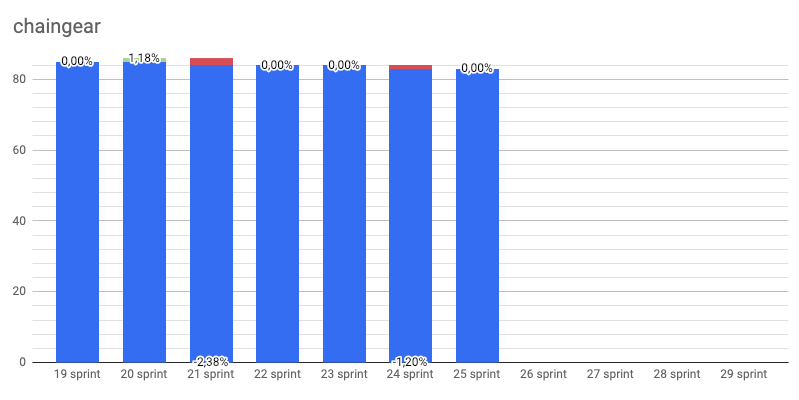 chaingear
0,00%
1,18%
0,00%
0,00%
0,00%
80
60
40
20
0
-2,38%
-1,20%
19 sprint
20 sprint
21 sprint
22 sprint
23 sprint
24 sprint
25 sprint
26 sprint
27 sprint
28 sprint
29 sprint